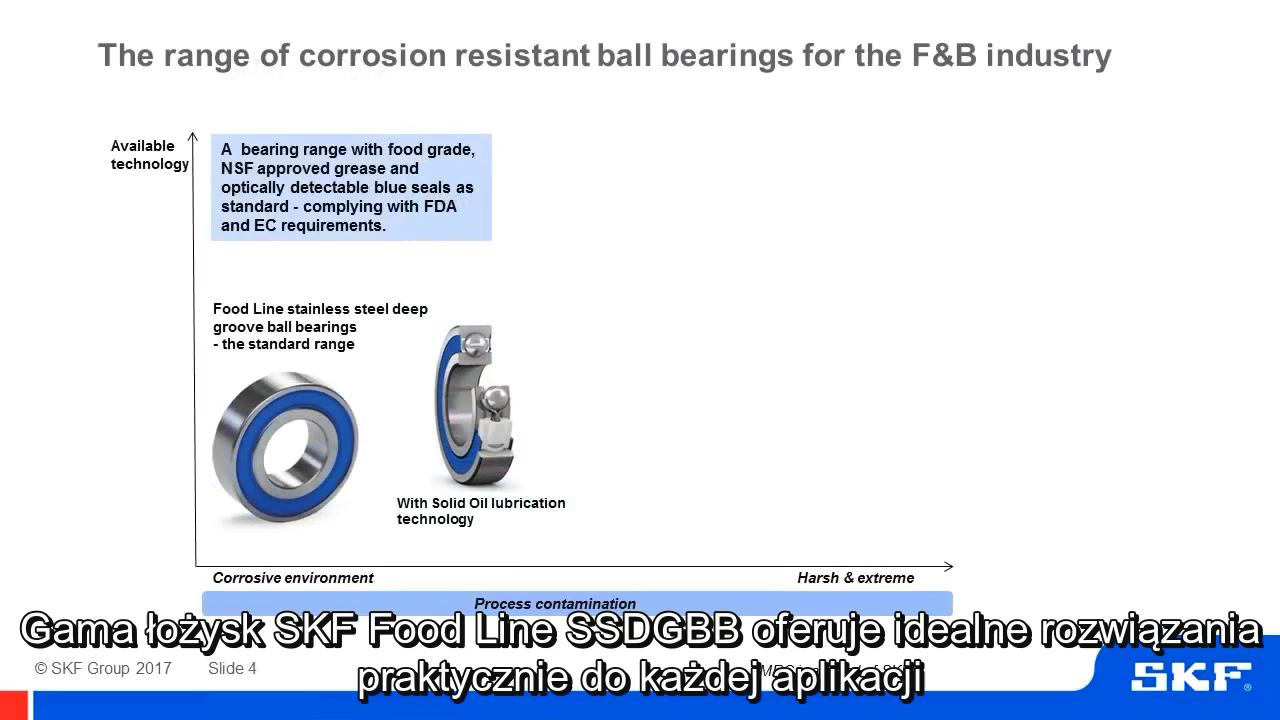 The range of corrosion resistant ball bearings for the F&B industry
Available
technology
A bearing range with food grade,
NSF approved grease and
optically detectable blue seals as
standard - complying with FDA
and EC requirements.
Food Line stainless steel deep
groove ball bearings
- the standard range
With Solid Oil lubrication
technology
Corrosive environment
Harsh & extreme
Process contamination
Gama łożysk SKF Food Line SSDGBB oferuje idealne rozwiązania
praktycznie do każdej aplikacji
© SKF Group 2017
Slide 4
SKF